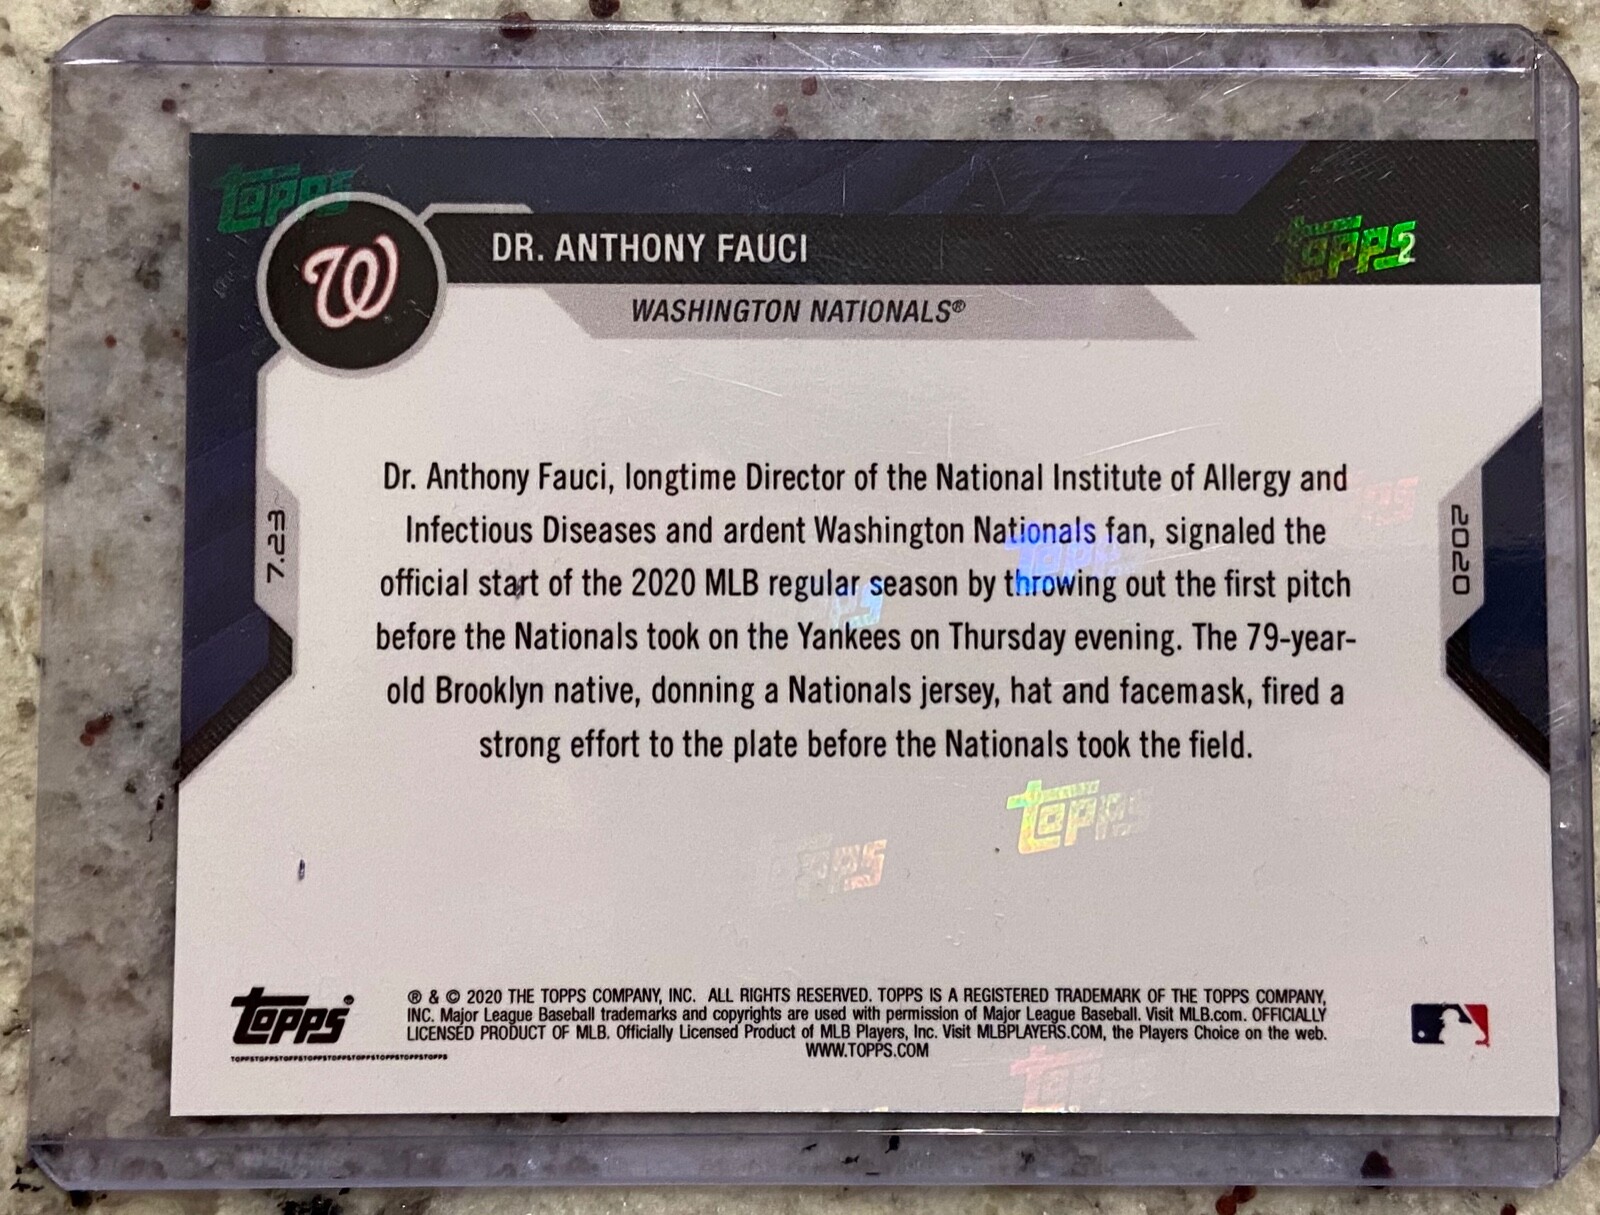 topps
W
DR. ANTHONY FAUCI
topps
2
WASHINGTON NATIONALS®
Dr. Anthony Fauci, longtime Director of the National Institute of Allergy and
Infectious Diseases and ardent Washington Nationals fan, signaled the
official start of the 2020 MLB regular season by throwing out the first pitch
before the Nationals took on the Yankees on Thursday evening. The 79-year-
old Brooklyn native, donning a Nationals jersey, hat and facemask, fired a
strong effort to the plate before the Nationals took the field.
7.23
2020
topps
topps
® & © 2020 THE TOPPS COMPANY, INC. ALL RIGHTS RESERVED. TOPPS IS A REGISTERED TRADEMARK OF THE TOPPS COMPANY,
INC. Major League Baseball trademarks and copyrights are used with permission of Major League Baseball. Visit MLB.com. OFFICIALLY
LICENSED PRODUCT OF MLB. Officially Licensed Product of MLB Players, Inc. Visit MLBPLAYERS.COM, the Players Choice on the web.
WWW.TOPPS.COM